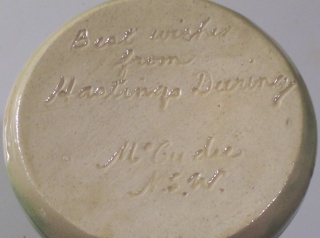 Best wishes
from
Hastings Deering
McCredie
N.S.W.